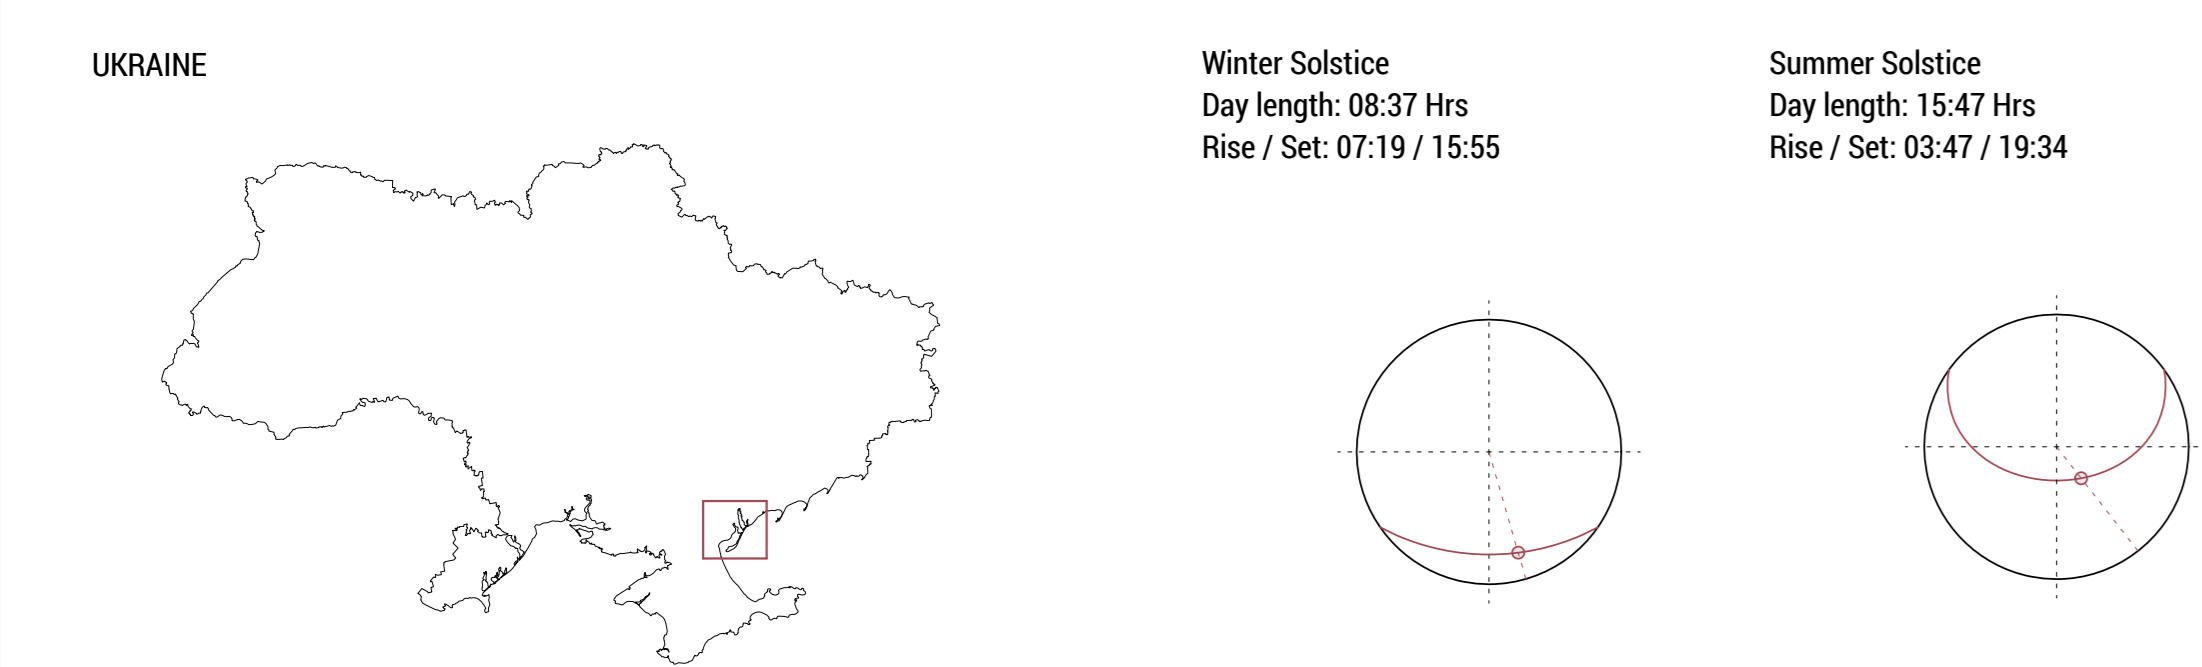 UKRAINE
Winter Solstice
Day length: 08:37 Hrs
Rise / Set: 07:19 / 15:55
Summer Solstice
Day length: 15:47 Hrs
Rise / Set: 03:47 / 19:34